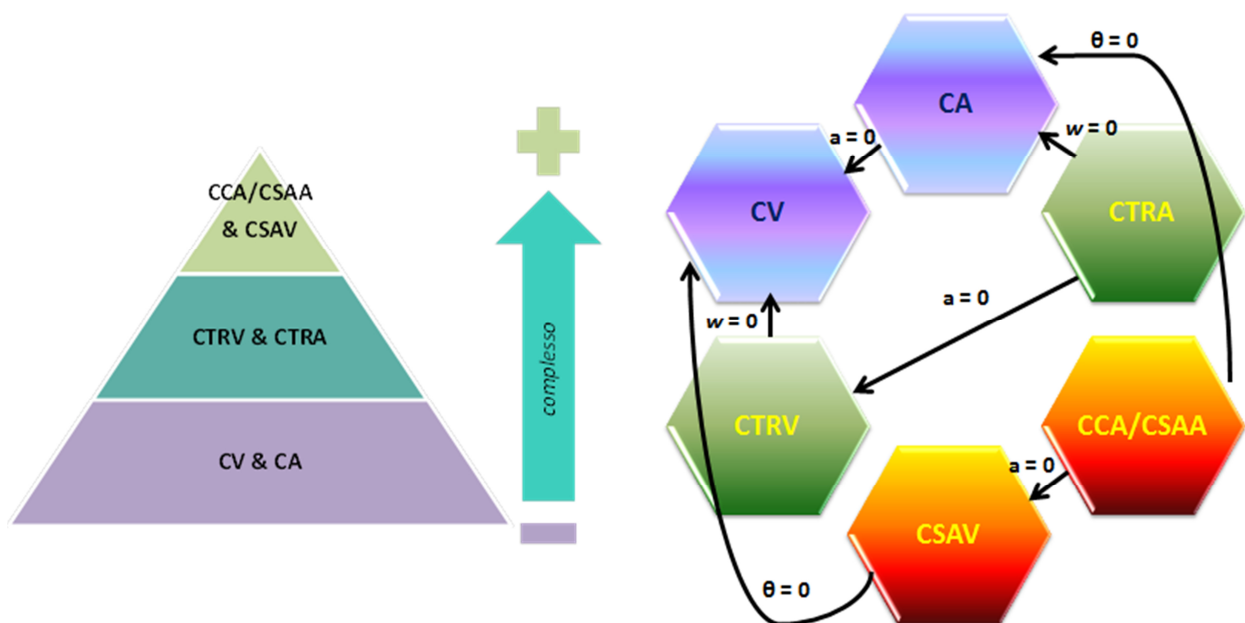 CCA/CSAA
& CSAV
CTRV & CTRA
CV & CA
complesso
θ = 0
CA
w = 0
a = 0
CV
CTRA
a = 0
w = 0
CTRV
CCA/CSAA
a = 0
CSAV
θ = 0